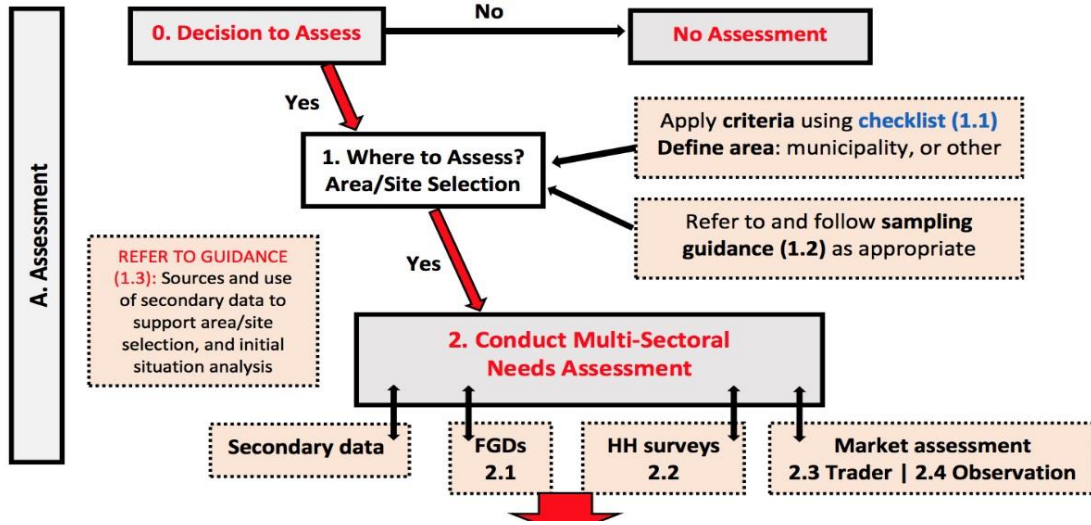 A. Assessment
0. Decision to Assess
No
No Assessment
Yes
1. Where to Assess?
Area/Site Selection
Apply criteria using checklist (1.1)
Define area: municipality, or other
Refer to and follow sampling
guidance (1.2) as appropriate
Yes
REFER TO GUIDANCE
(1.3): Sources and use
of secondary data to
support area/site
selection, and initial
situation analysis
2. Conduct Multi-Sectoral
Needs Assessment
Secondary data
FGDs
2.1
HH surveys
2.2
Market assessment
2.3 Trader | 2.4 Observation